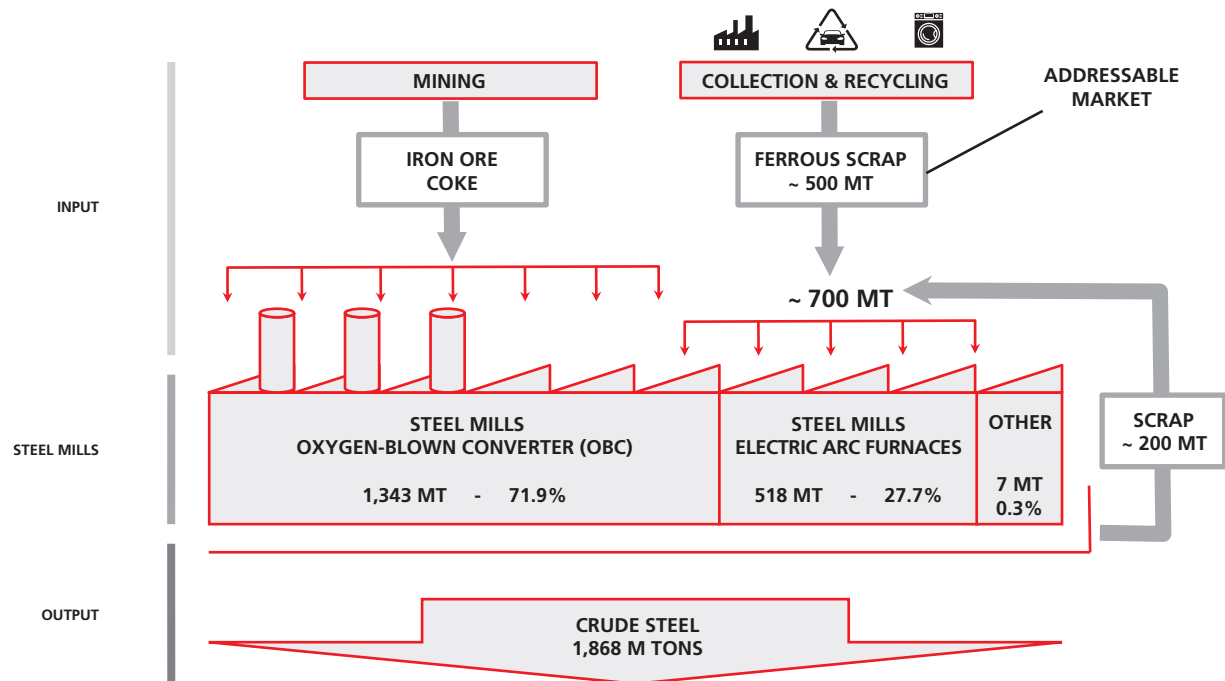 MINING
COLLECTION & RECYCLING
ADDRESSABLE
MARKET
IRON ORE
COKE
FERROUS SCRAP
~ 500 MT
INPUT
~ 700 MT
STEEL MILLS
STEEL MILLS
OXYGEN-BLOWN CONVERTER (OBC)
1,343 MT - 71.9%
STEEL MILLS
ELECTRIC ARC FURNACES
518 MT - 27.7%
OTHER
7 MT
0.3%
SCRAP
~ 200 MT
OUTPUT
CRUDE STEEL
1,868 M TONS